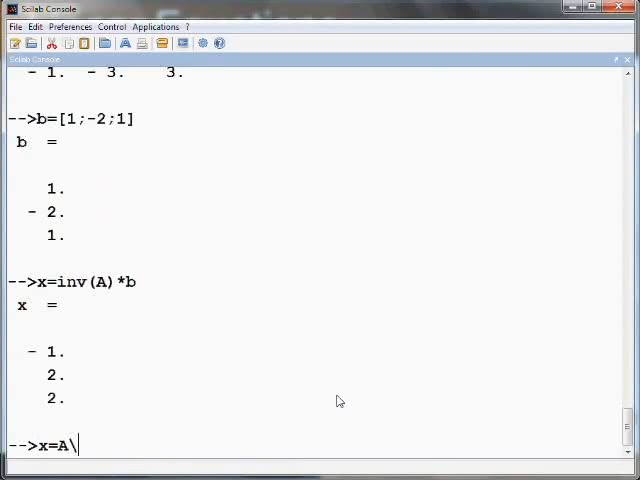 Scilab Console
File Edit Preferences Control Applications ?
Scilab Console
- 1. - 3. 3.
-->b=[1;-2;1]
b =
1.
- 2.
1.
-->x=inv(A)*b
x =
- 1.
2.
2.
-->x=A\